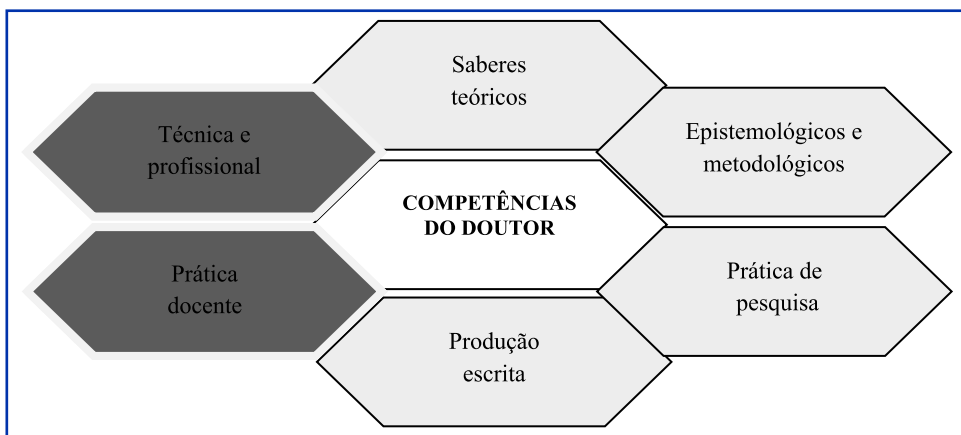 Saberes
teóricos
Técnica e
profissional
Epistemológicos e
metodológicos
COMPETÊNCIAS
DO DOUTOR
Prática
docente
Prática de
pesquisa
Produção
escrita